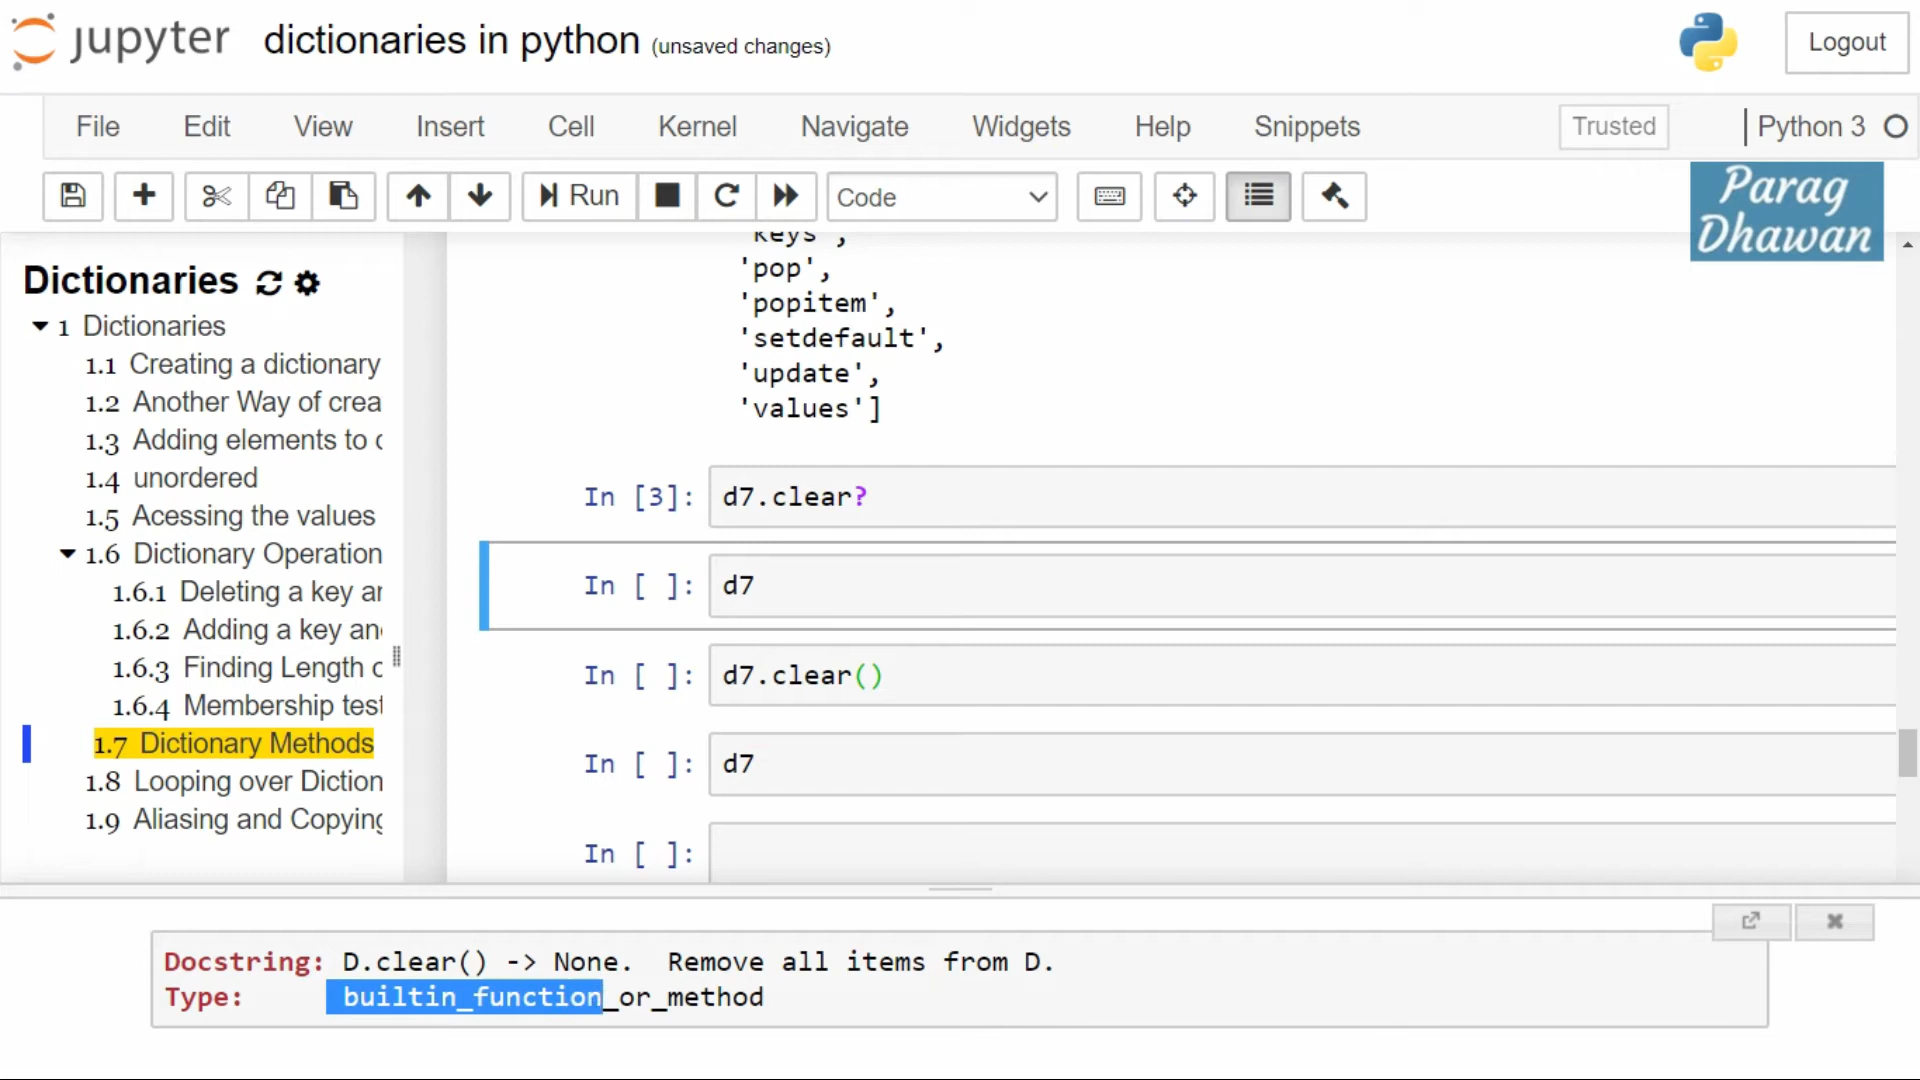 jupyter dictionaries in python (unsaved changes) Logout
File Edit View Insert Cell Kernel Navigate Widgets Help Snippets Trusted Python 3
Run Code
Parag
Dhawan
Dictionaries
1 Dictionaries
1.1 Creating a dictionary
1.2 Another Way of crea
1.3 Adding elements to
1.4 unordered
1.5 Acessing the values
1.6 Dictionary Operation
1.6.1 Deleting a key
1.6.2 Adding a key an
1.6.3 Finding Length
1.6.4 Membership test
1.7 Dictionary Methods
1.8 Looping over Diction
1.9 Aliasing and Copying
'keys',
'pop',
'popitem',
'setdefault',
'update',
'values']
In [3]: d7.clear?
In [ ]: d7
In [ ]: d7.clear()
In [ ]: d7
In [ ]:
Docstring: D.clear() -> None.  Remove all items from D.
Type: builtin_function_or_method